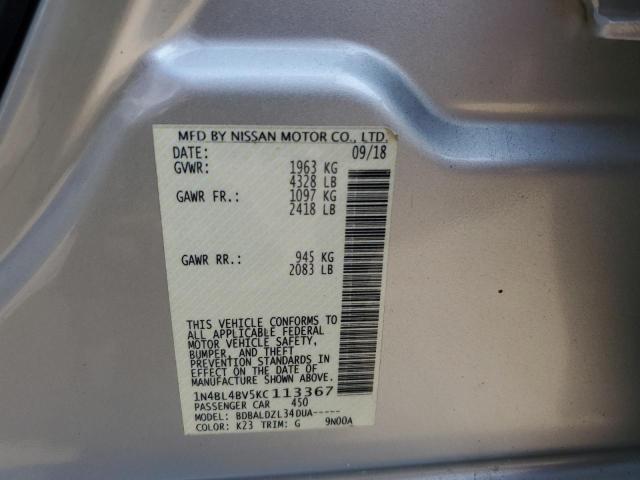 MFD BY NISSAN MOTOR CO., LTD.
DATE: 09/18
GVWR: 1963 KG
4328 LB
GAWR FR.: 1097 KG
2418 LB
GAWR RR.: 945 KG
2083 LB
THIS VEHICLE CONFORMS TO
ALL APPLICABLE FEDERAL
MOTOR VEHICLE SAFETY,
BUMPER, AND THEFT
PREVENTION STANDARDS IN
EFFECT ON THE DATE OF
MANUFACTURE SHOWN ABOVE.
1N4BL4BV5KC113367
PASSENGER CAR 450
MODEL: BDBALDZL34DUA-----
COLOR: K23 TRIM: G 9N00A